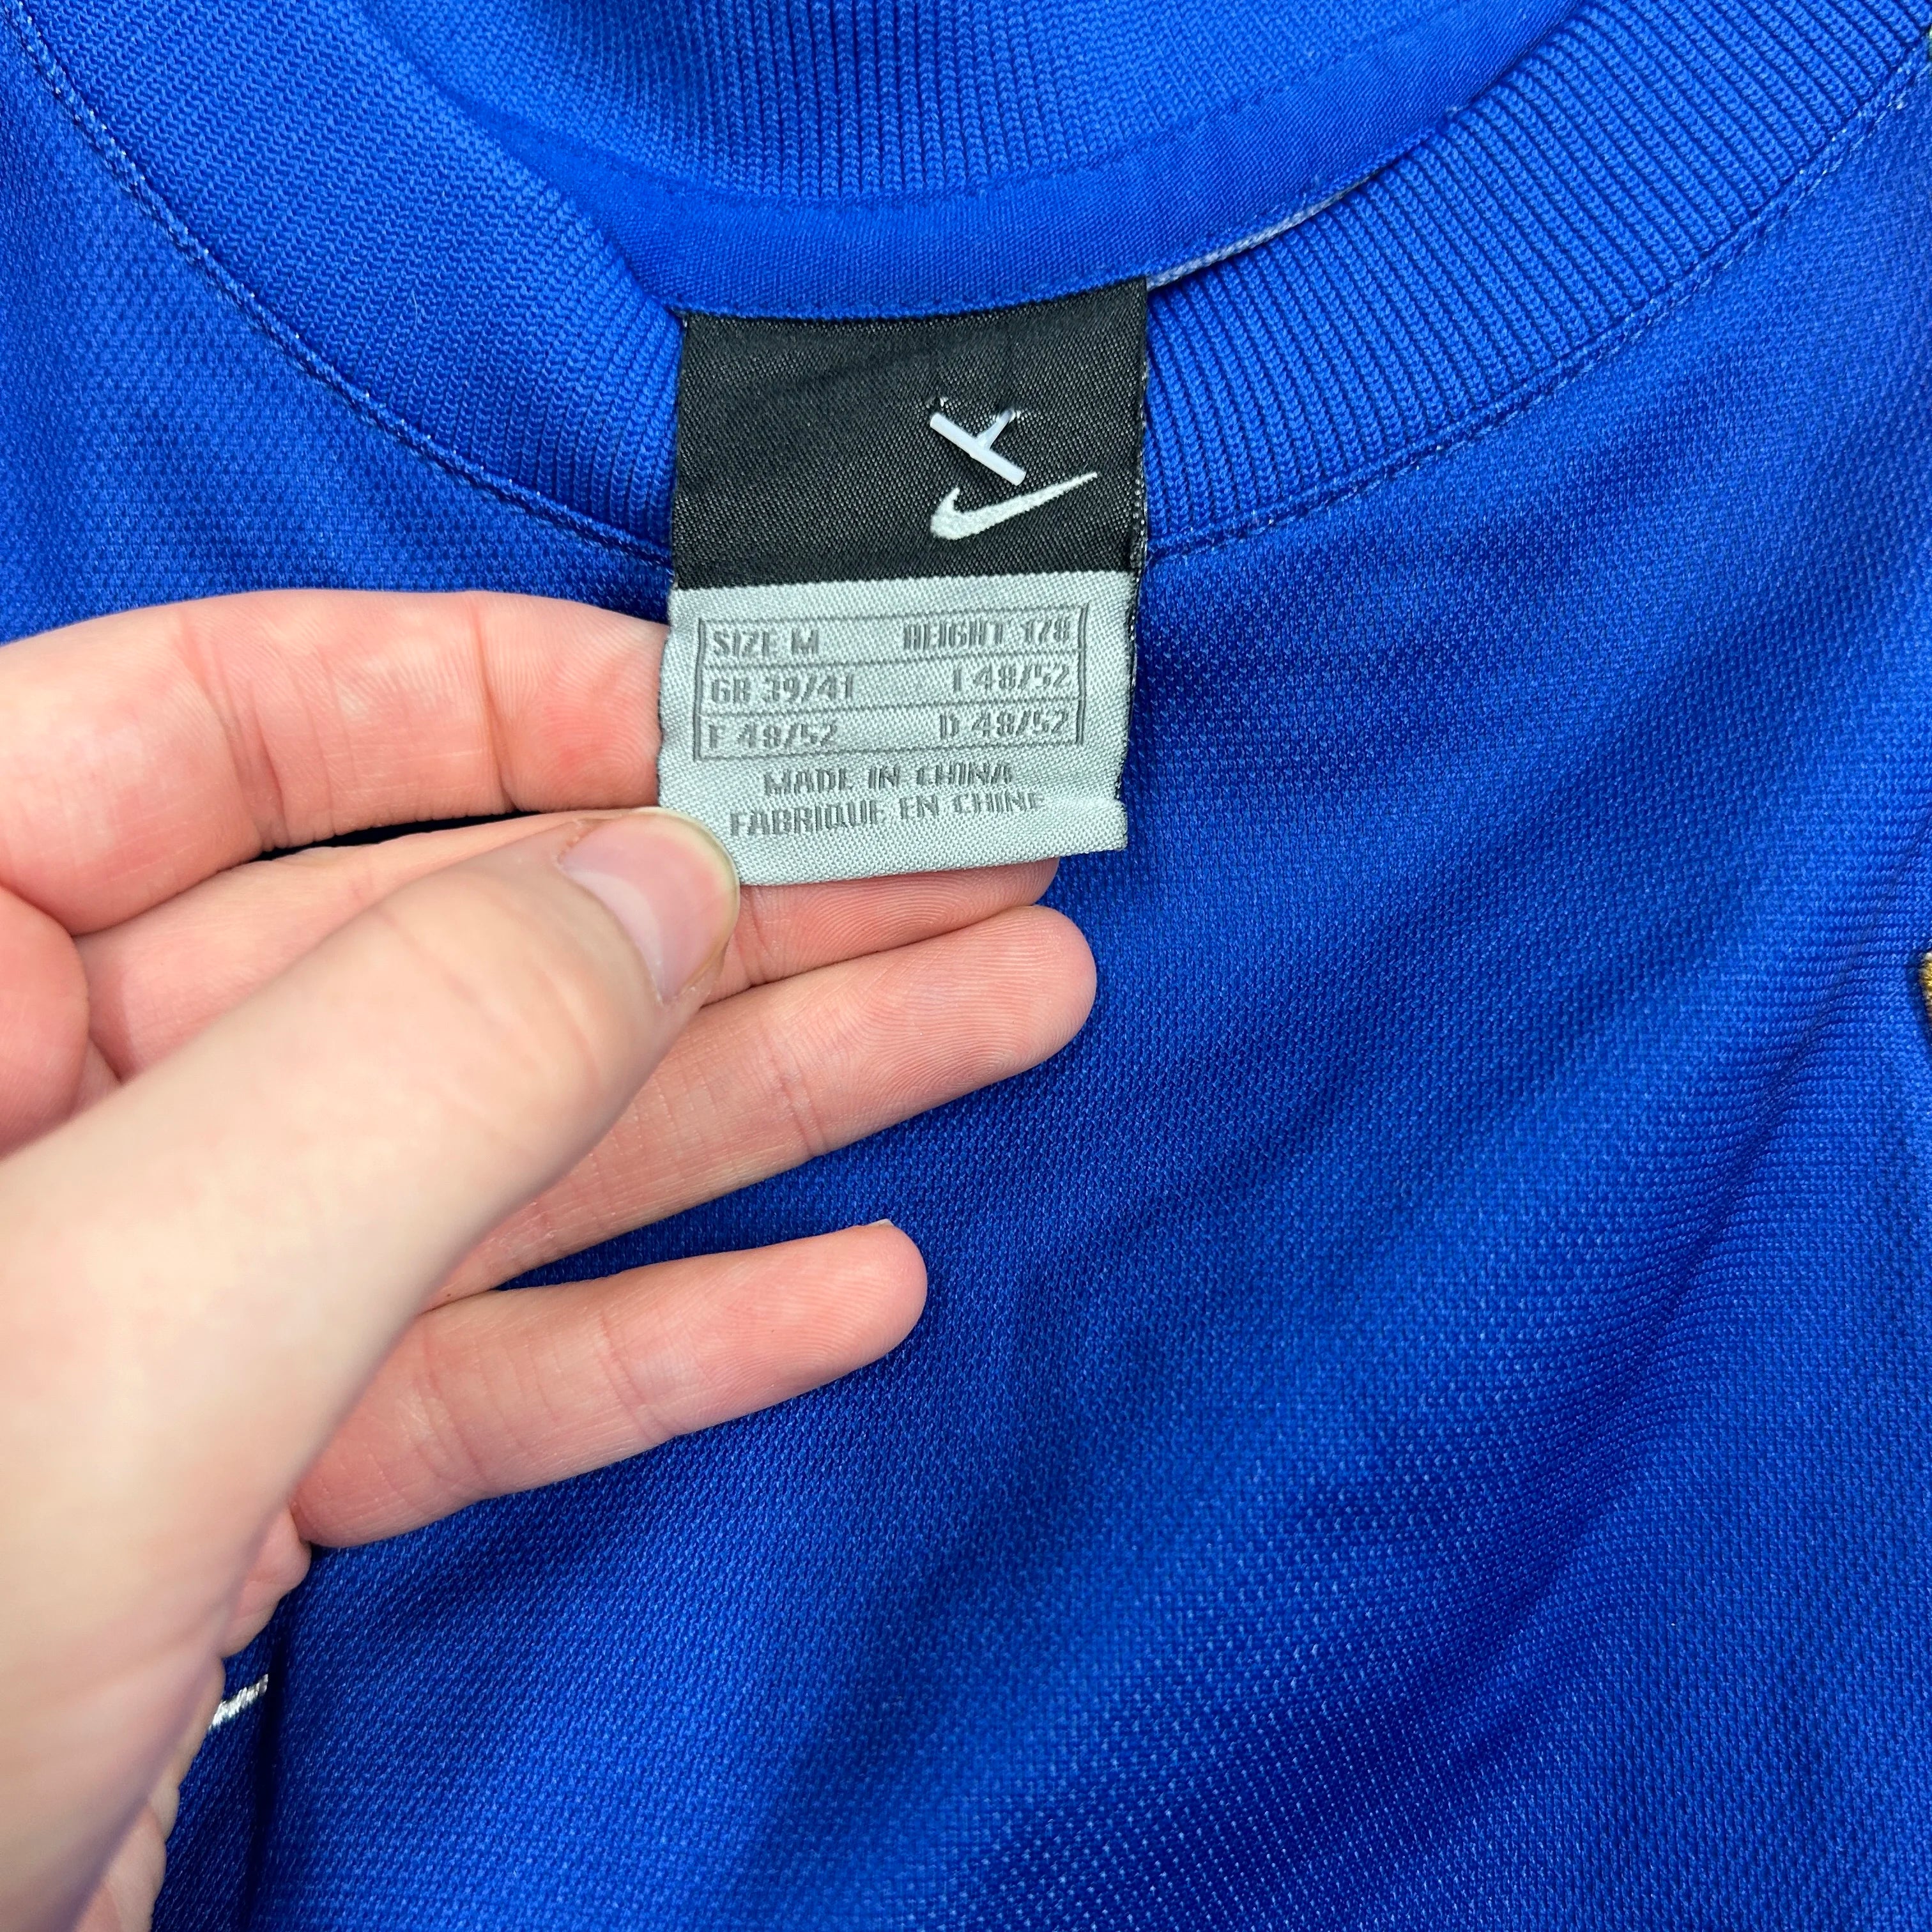 SIZE M HEIGHT 178
GB 39/41 I 48/52
F 48/52 D 48/52
MADE IN CHINA
FABRIQUE EN CHINE